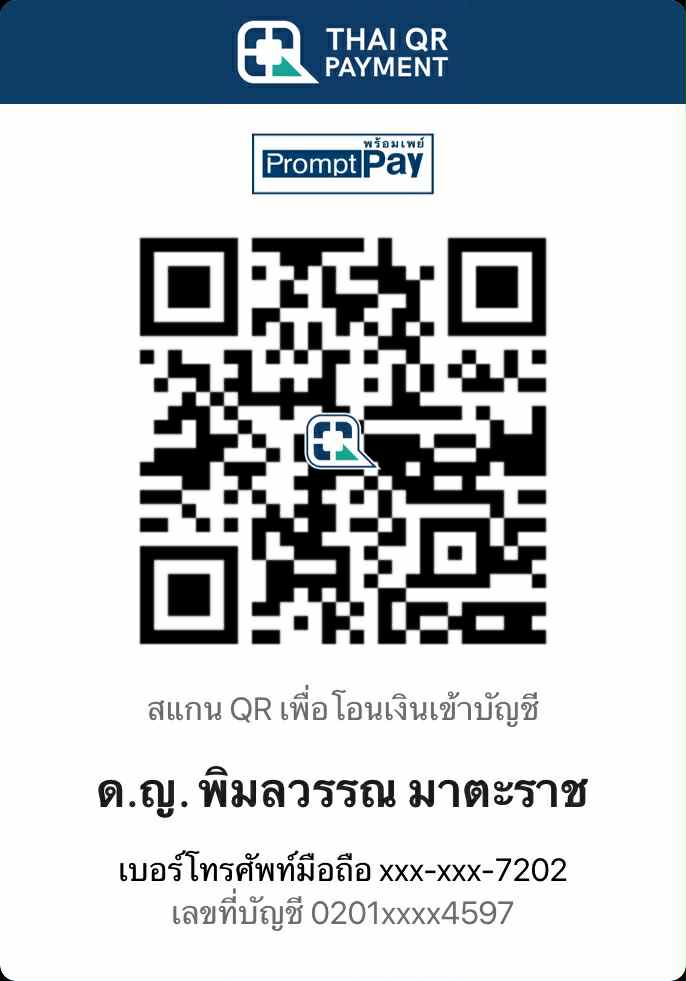 THAI QR
PAYMENT
พร้อมเพย์
PromptPay
สแกน QR เพื่อโอนเงินเข้าบัญชี
ด.ญ. พิมลวรรณ มาตะราช
เบอร์โทรศัพท์มือถือ xxx-xxx-7202
เลขที่บัญชี 0201xxxx4597